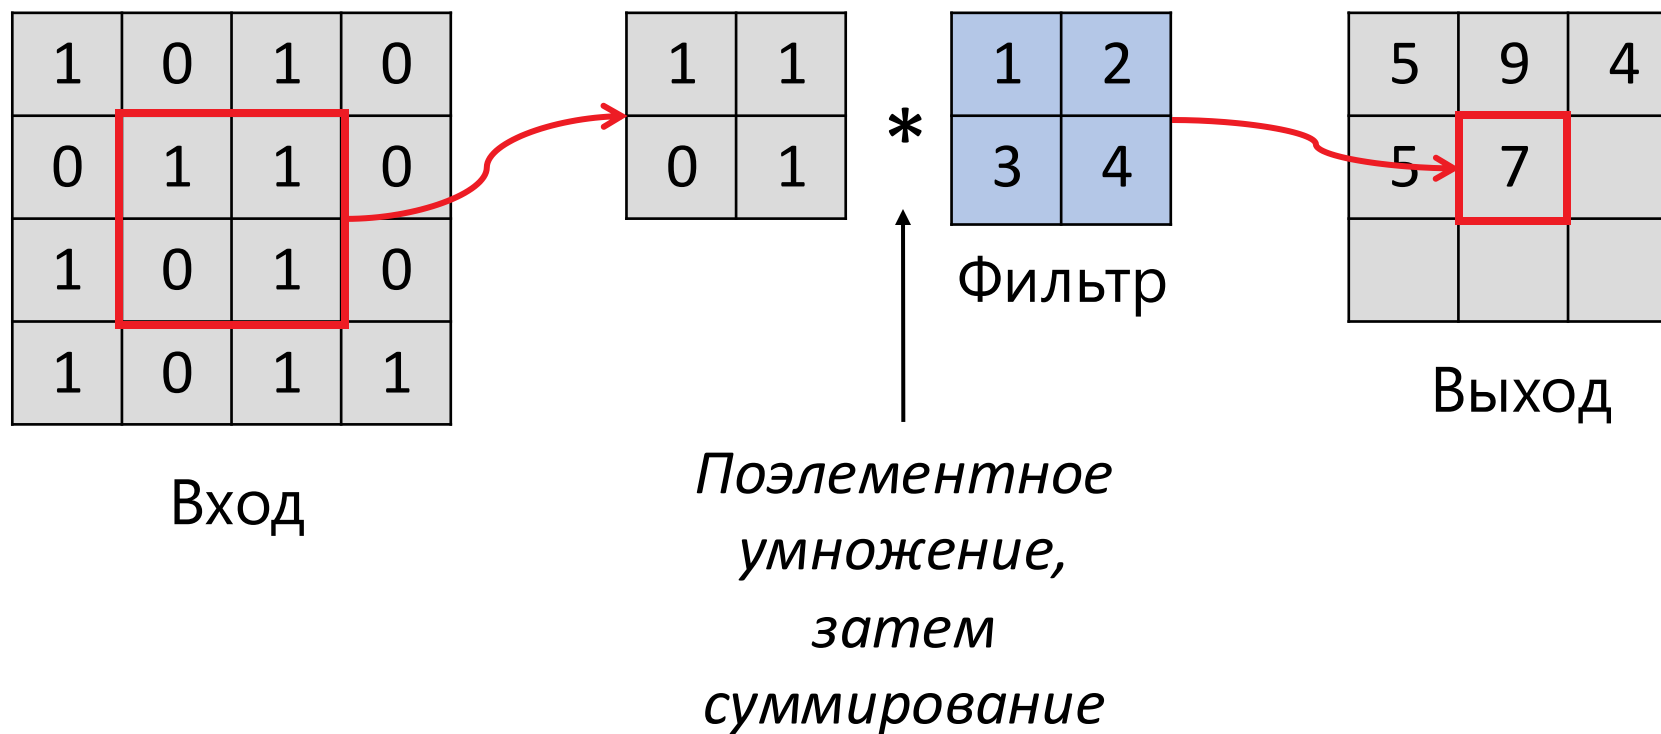 1 0 1 0
0 1 1 0
1 0 1 0
1 0 1 1
Вход
1 1
0 1
*
1 2
3 4
Фильтр
Поэлементное
умножение,
затем
суммирование
5 9 4
5 7
Выход